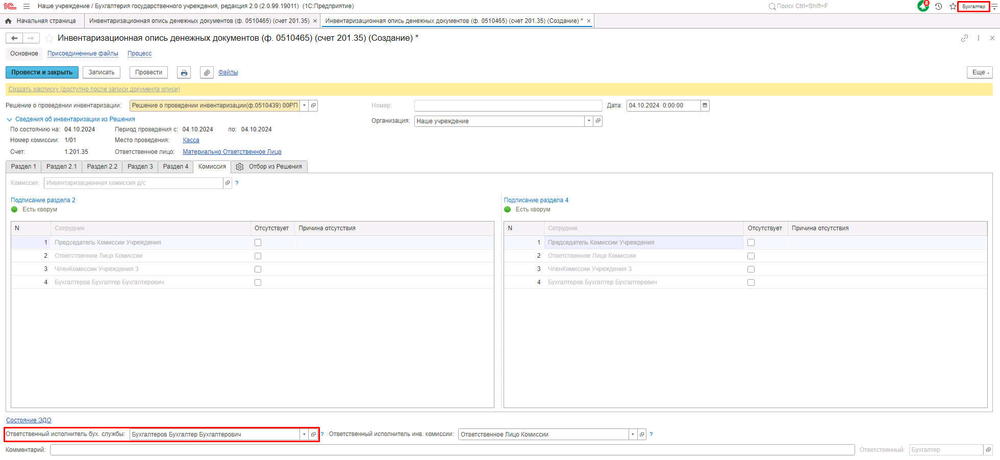 1С Наше учреждение / Бухгалтерия государственного учреждения, редакция 2.0 (2.0.99.19011) (1С:Предприятие) Поиск Ctrl+Shift+F 8 Бухгалтер
Начальная страница Инвентаризационная опись денежных документов (ф. 0510465) (счет 201.35) × Инвентаризационная опись денежных документов (ф. 0510465) (счет 201.35) (Создание) * ×
Инвентаризационная опись денежных документов (ф. 0510465) (счет 201.35) (Создание) *
Основное Присоединенные файлы Процесс
Провести и закрыть Записать Провести Файлы Еще
Создать расписку (доступно после записи документа описи)
Решение о проведении инвентаризации: Решение о проведении инвентаризации(ф.0510439) 00РП Номер: Дата: 04.10.2024 0:00:00
Сведения об инвентаризации из Решения Организация: Наше учреждение
По состоянию на: 04.10.2024 Период проведения с: 04.10.2024 по: 04.10.2024
Номер комиссии: 1/01 Место проведения: Касса
Счет: 1.201.35 Ответственное лицо: Материально Ответственное Лицо
Раздел 1 Раздел 2.1 Раздел 2.2 Раздел 3 Раздел 4 Комиссия Отбор из Решения
Комиссия: Инвентаризационная комиссия д/с ?
Подписание раздела 2
Есть кворум
N Сотрудник Отсутствует Причина отсутствия
1 Председатель Комиссии Учреждения
2 Ответственное Лицо Комиссии
3 ЧленКомиссии Учреждения 3
4 Бухгалтеров Бухгалтер Бухгалтерович
Подписание раздела 4
Есть кворум
N Сотрудник Отсутствует Причина отсутствия
1 Председатель Комиссии Учреждения
2 Ответственное Лицо Комиссии
3 ЧленКомиссии Учреждения 3
4 Бухгалтеров Бухгалтер Бухгалтерович
Состояние ЭДО
Ответственный исполнитель бух. службы: Бухгалтеров Бухгалтер Бухгалтерович ? Ответственный исполнитель инв. комиссии: Ответственное Лицо Комиссии ?
Комментарий: Ответственный: Бухгалтер